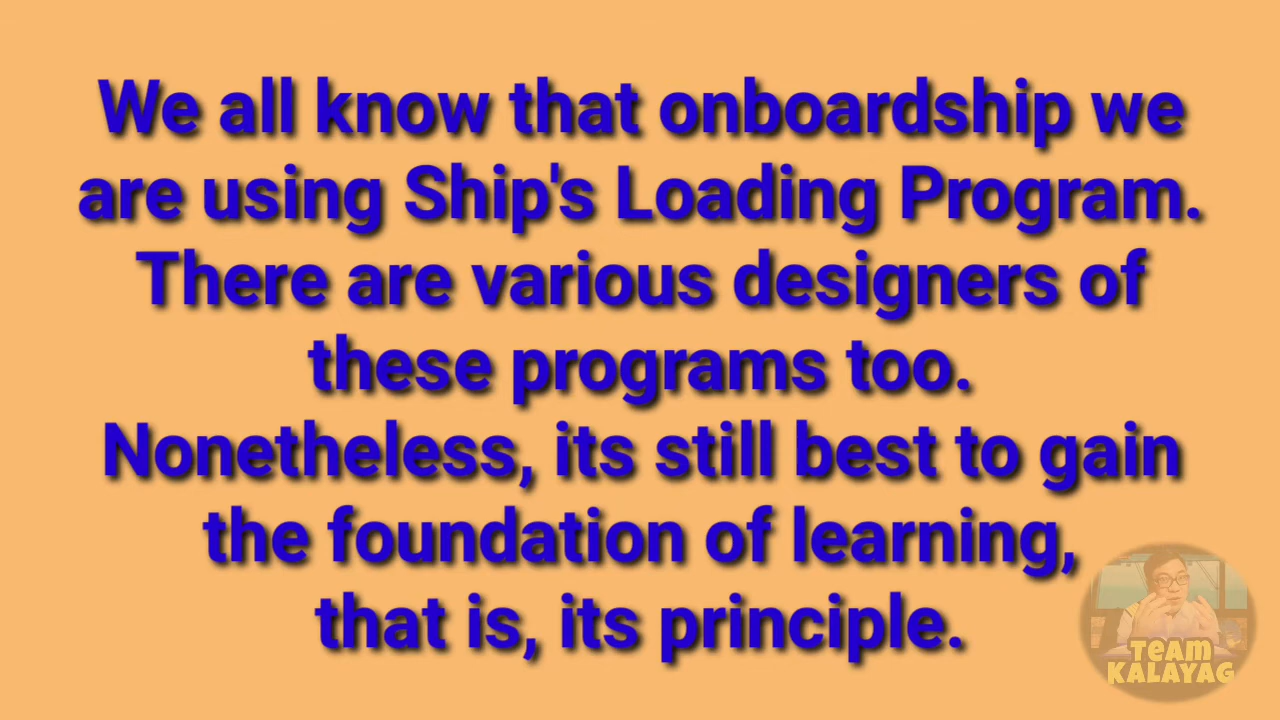 We all know that onboardship we
are using Ship's Loading Program.
There are various designers of
these programs too.
Nonetheless, its still best to gain
the foundation of learning,
that is, its principle.
TeAM
KALAYAG